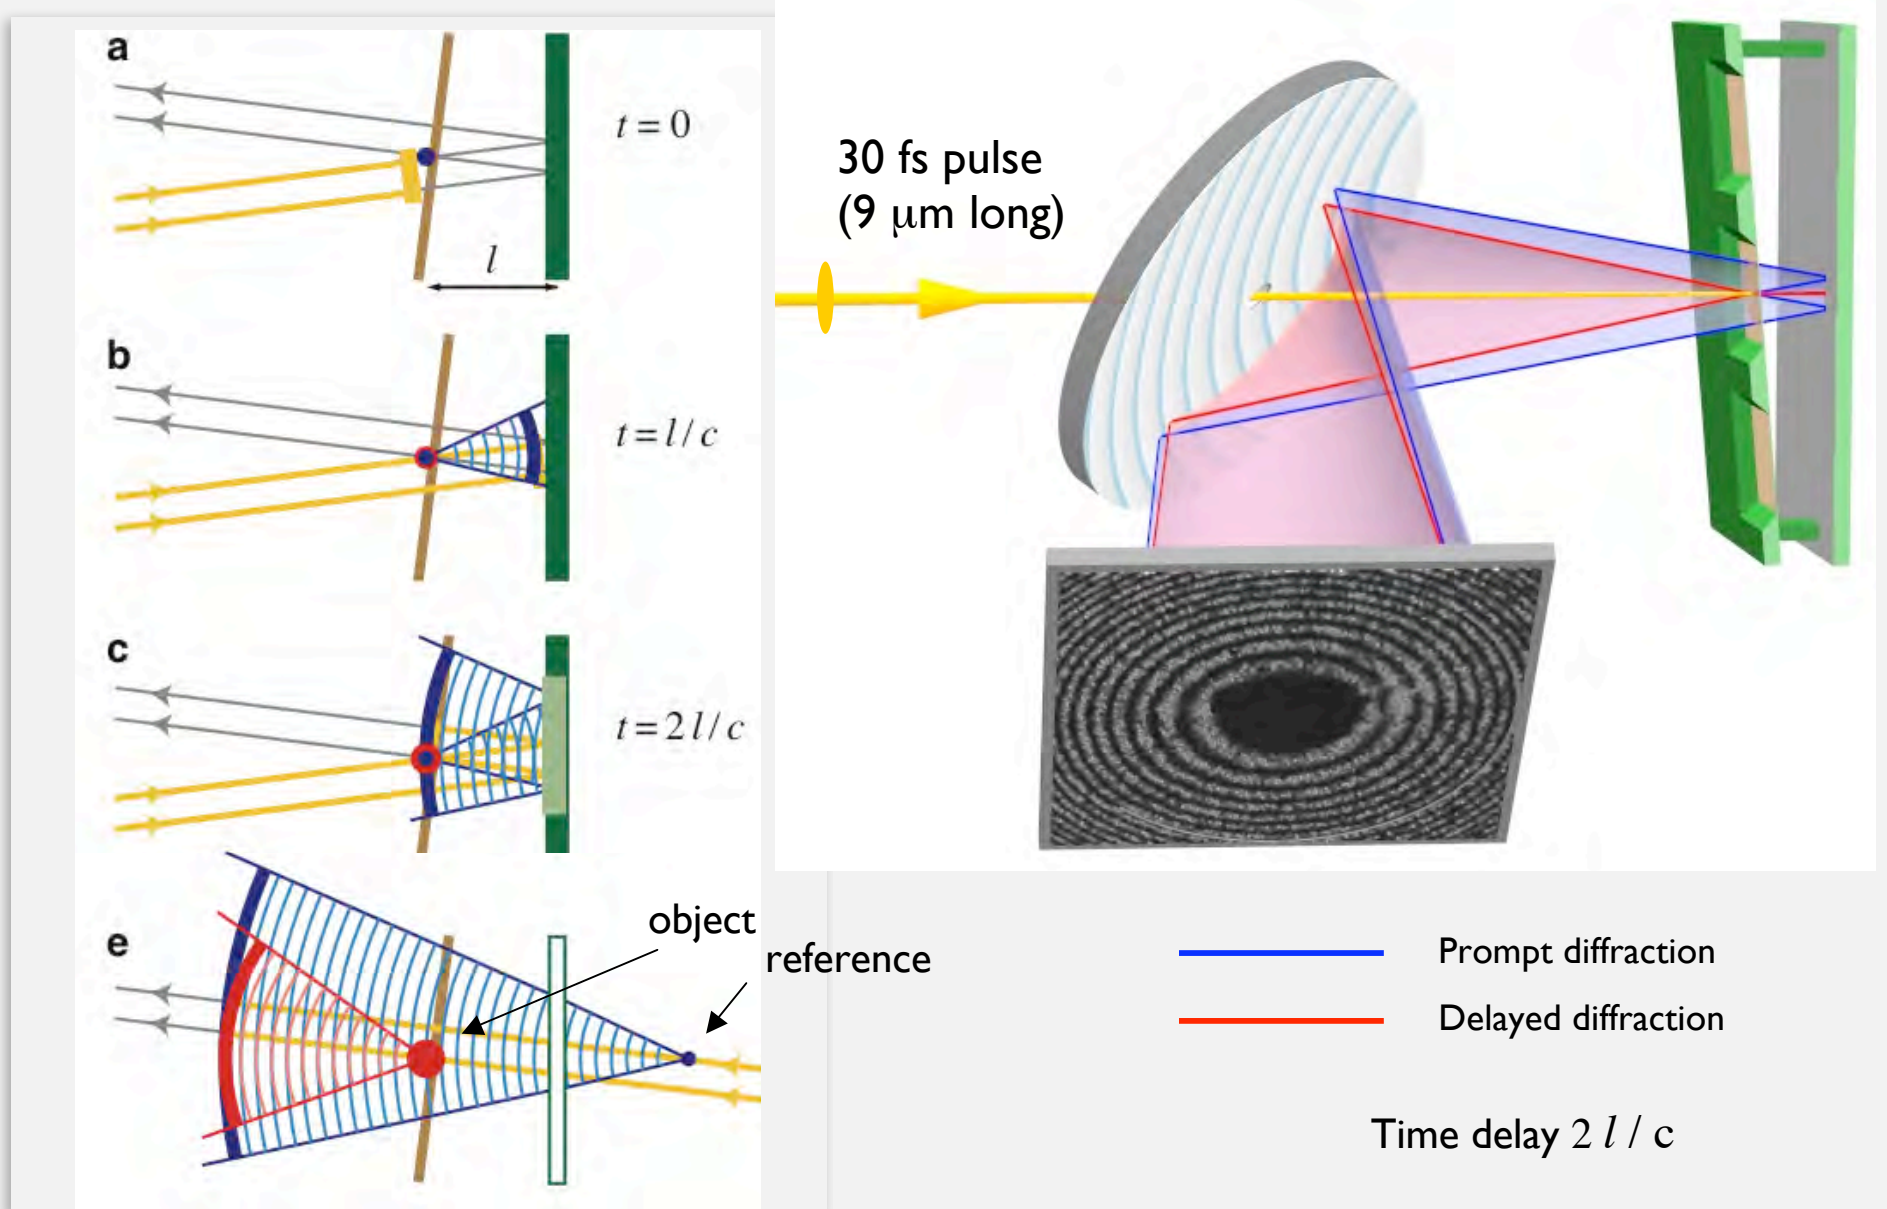 a
t = 0
l
b
t = l / c
c
t = 2 l / c
e
object
reference
30 fs pulse
(9 μm long)
Prompt diffraction
Delayed diffraction
Time delay 2 l / c